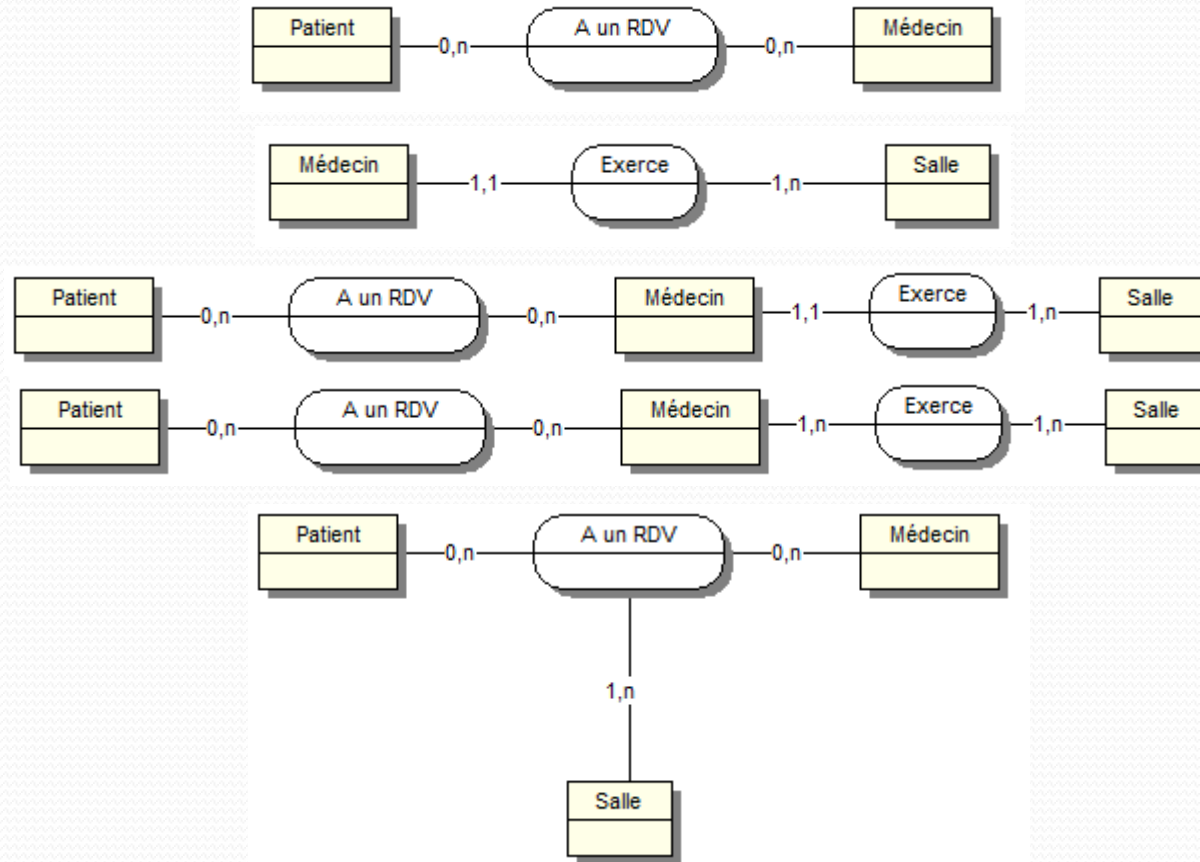 Patient 0,n A un RDV 0,n Médecin
Médecin 1,1 Exerce 1,n Salle
Patient 0,n A un RDV 0,n Médecin 1,1 Exerce 1,n Salle
Patient 0,n A un RDV 0,n Médecin 1,n Exerce 1,n Salle
Patient 0,n A un RDV 0,n Médecin
1,n
Salle